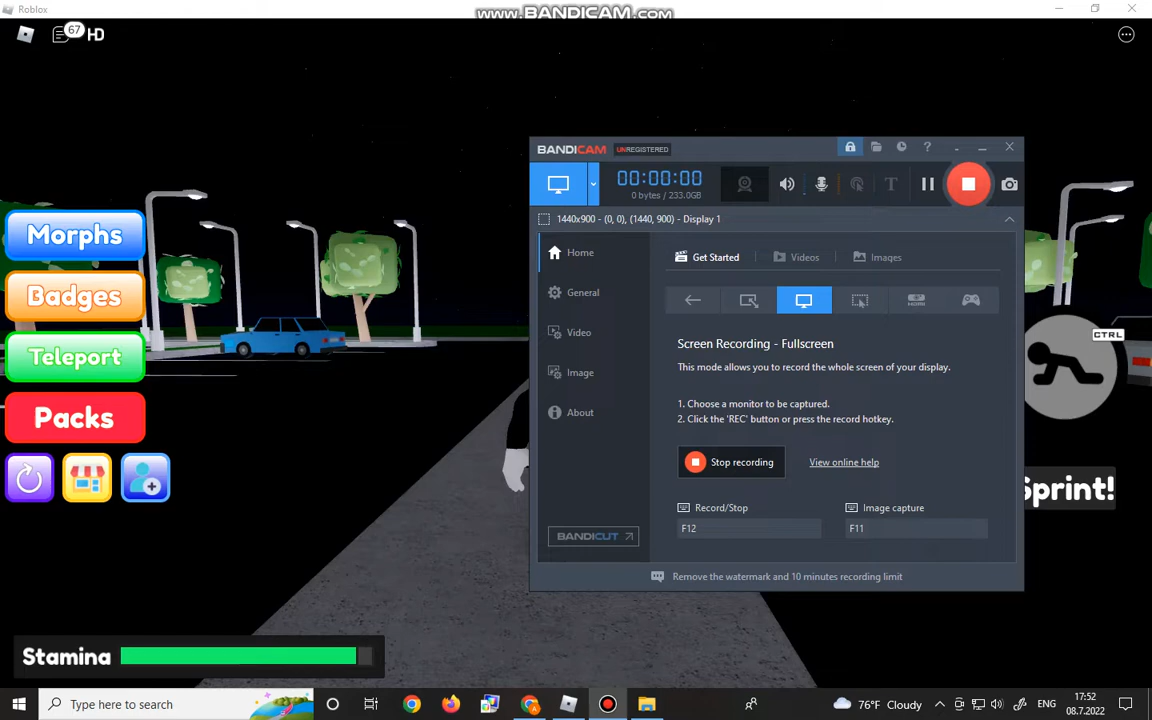 www.BANDICAM.com
Roblox
67
HD
BANDICAM UNREGISTERED
00:00:00
0 bytes / 233.0GB
1440x900 - (0, 0), (1440, 900) - Display 1
Home
General
Video
Image
About
BANDICUT
Get Started
Videos
Images
HDMI
Screen Recording - Fullscreen
This mode allows you to record the whole screen of your display.
1. Choose a monitor to be captured.
2. Click the 'REC' button or press the record hotkey.
Stop recording
View online help
Record/Stop
Image capture
F12
F11
Remove the watermark and 10 minutes recording limit
Morphs
Badges
Teleport
Packs
CTRL
Sprint!
Stamina
Type here to search
76°F Cloudy
ENG
17:52
08.7.2022